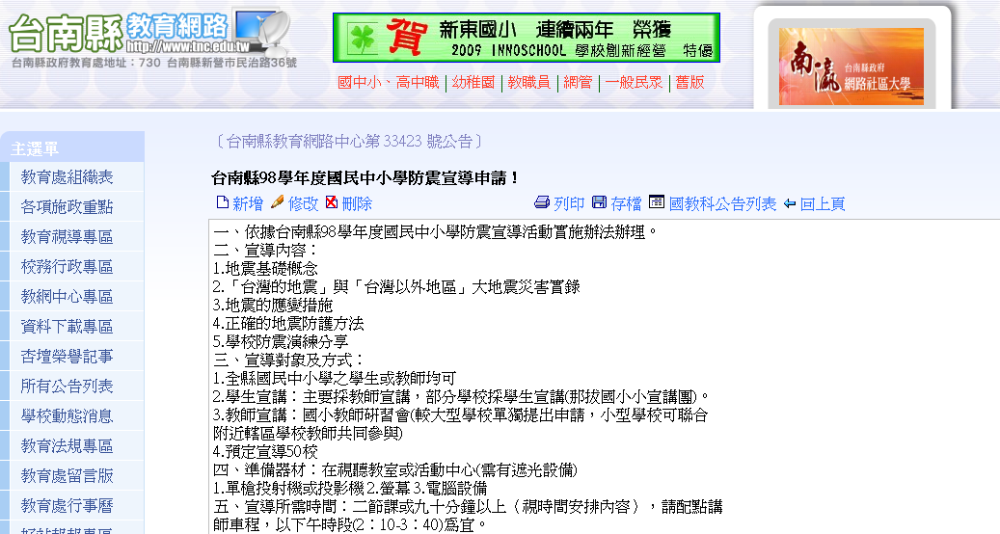 台南縣教育網路
http://www.tnc.edu.tw
台南縣政府教育處地址：730 台南縣新營市民治路36號
賀 新東國小 連續兩年 榮獲
2009 INNOSCHOOL 學校創新經營 特優
國中小、高中職 | 幼稚園 | 教職員 | 網管 | 一般民眾 | 舊版
南瀛
台南縣政府
網路社區大學
主選單
教育處組織表
各項施政重點
教育視導專區
校務行政專區
教網中心專區
資料下載專區
杏壇榮譽記事
所有公告列表
學校動態消息
教育法規專區
教育處留言版
教育處行事曆
〔台南縣教育網路中心第 33423 號公告〕
台南縣98學年度國民中小學防震宣導申請！
新增 修改 刪除 列印 存檔 國教科公告列表 回上頁
一、依據台南縣98學年度國民中小學防震宣導活動實施辦法辦理。
二、宣導內容：
1.地震基礎概念
2.「台灣的地震」與「台灣以外地區」大地震災害實錄
3.地震的應變措施
4.正確的地震防護方法
5.學校防震演練分享
三、宣導對象及方式：
1.全縣國民中小學之學生或教師均可
2.學生宣講：主要採教師宣講，部分學校採學生宣講(那拔國小小宣講團)。
3.教師宣講：國小教師研習會(較大型學校單獨提出申請，小型學校可聯合
附近轄區學校教師共同參與)
4.預定宣導50校
四、準備器材：在視聽教室或活動中心(需有遮光設備)
1.單槍投射機或投影機 2.螢幕 3.電腦設備
五、宣導所需時間：二節課或九十分鐘以上（視時間安排內容），請配點講
師車程，以下午時段(2：10-3：40)為宜。